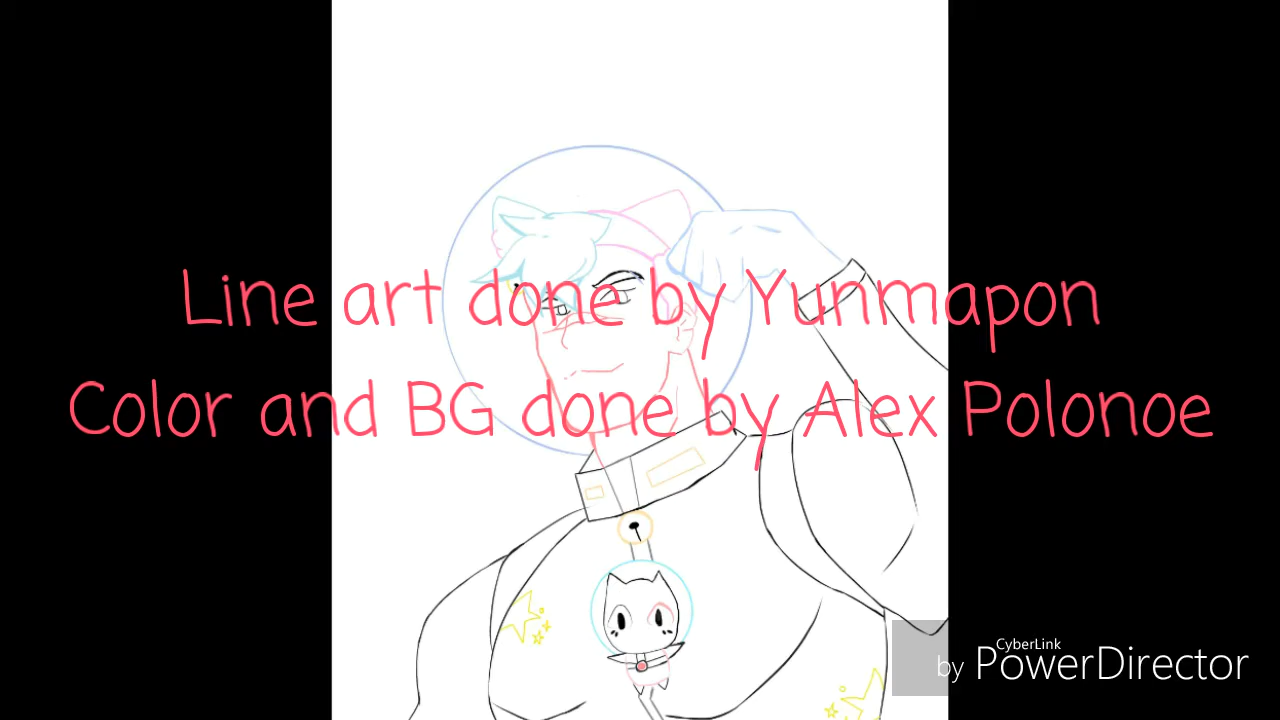 Line art done by Yunmapon
Color and BG done by Alex Polonoe
CyberLink
by PowerDirector